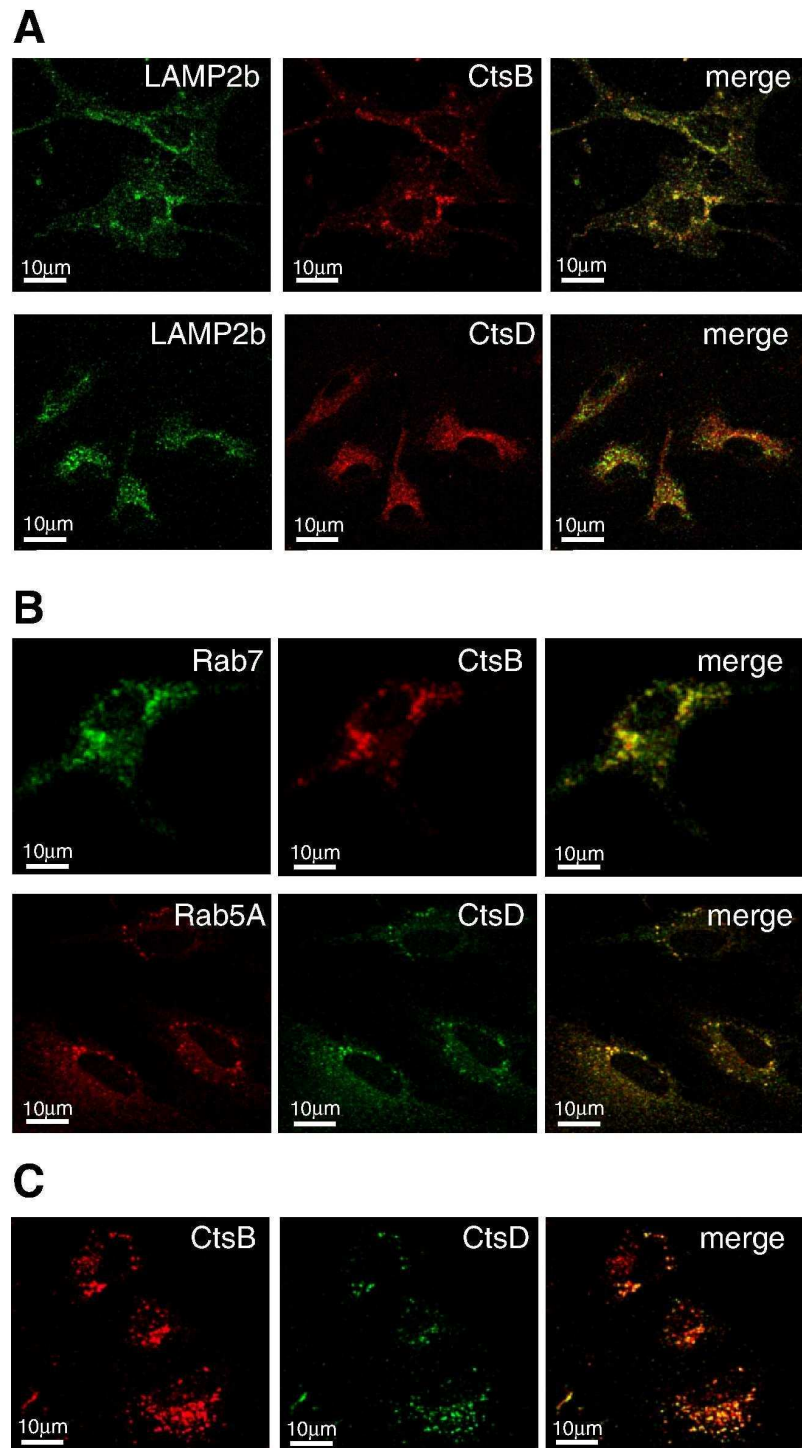 A
LAMP2b CtsB merge
10μm 10μm 10μm
LAMP2b CtsD merge
10μm 10μm 10μm
B
Rab7 CtsB merge
10μm 10μm 10μm
Rab5A CtsD merge
10μm 10μm 10μm
C
CtsB CtsD merge
10μm 10μm 10μm